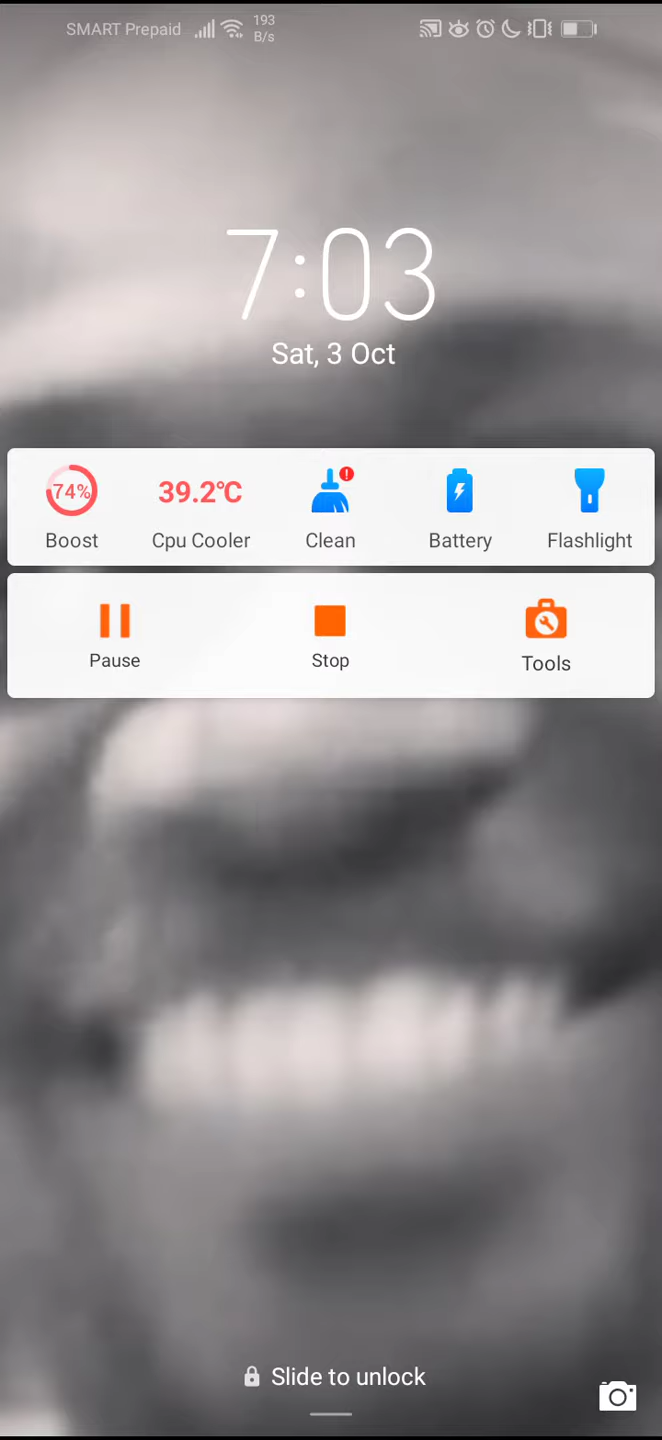 SMART Prepaid 193 B/s
7:03
Sat, 3 Oct
74% 39.2°C !
Boost Cpu Cooler Clean Battery Flashlight
Pause Stop Tools
Slide to unlock